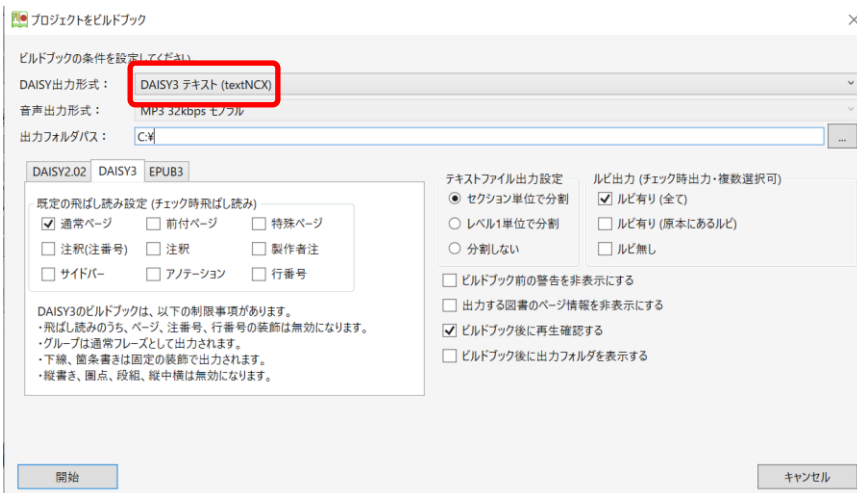 プロジェクトをビルドブック
ビルドブックの条件を設定してください
DAISY出力形式: DAISY3 テキスト (textNCX)
音声出力形式: MP3 32kbps モノラル
出力フォルダパス: C:¥ ...
DAISY2.02 DAISY3 EPUB3
既定の飛ばし読み設定 (チェック時飛ばし読み)
通常ページ 前付ページ 特殊ページ
注釈(注番号) 注釈 製作者注
サイドバー アノテーション 行番号
DAISY3のビルドブックは、以下の制限事項があります。
・飛ばし読みのうち、ページ、注番号、行番号の装飾は無効になります。
・グループは通常フレーズとして出力されます。
・下線、箇条書きは固定の装飾で出力されます。
・縦書き、圏点、段組、縦中横は無効になります。
テキストファイル出力設定
セクション単位で分割
レベル1単位で分割
分割しない
ルビ出力 (チェック時出力・複数選択可)
ルビ有り (全て)
ルビ有り (原本にあるルビ)
ルビ無し
ビルドブック前の警告を非表示にする
出力する図書のページ情報を非表示にする
ビルドブック後に再生確認する
ビルドブック後に出力フォルダを表示する
開始 キャンセル